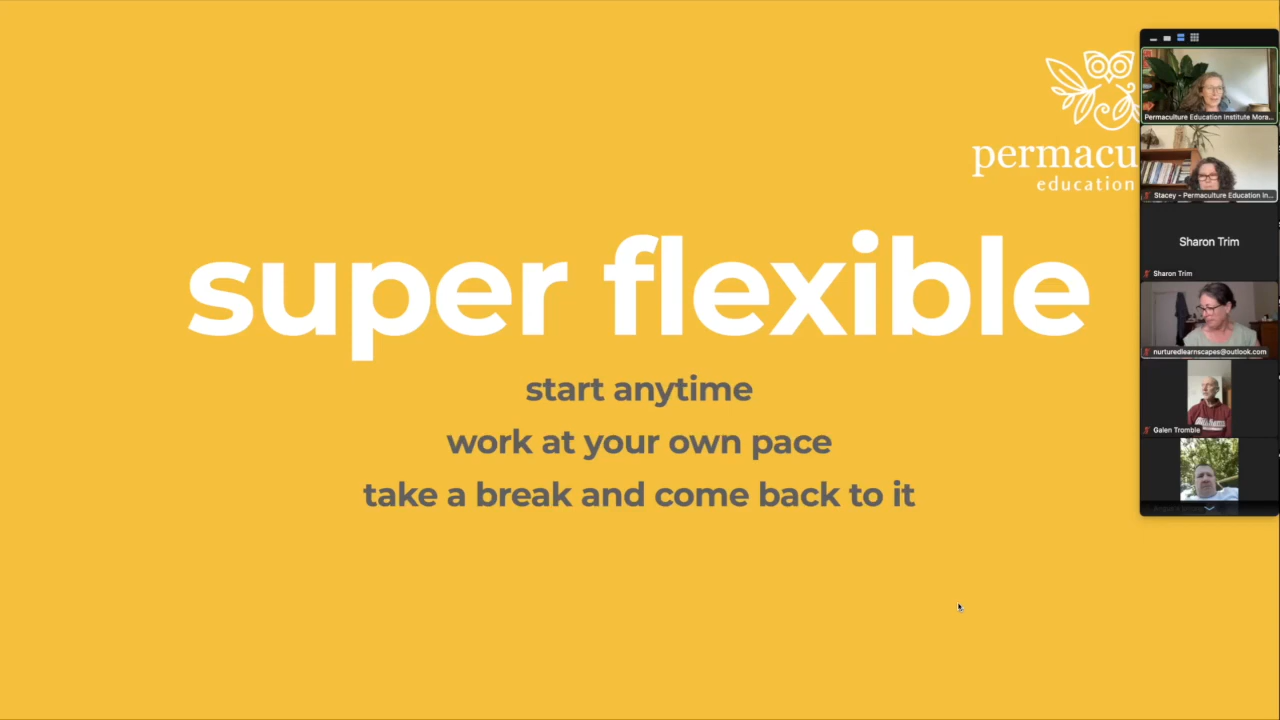 permacu
education
super flexible
start anytime
work at your own pace
take a break and come back to it
Permaculture Education Institute Mora...
Stacey - Permaculture Education In...
Sharon Trim
Sharon Trim
nurturedlearnscapes@outlook.com
Galen Tromble